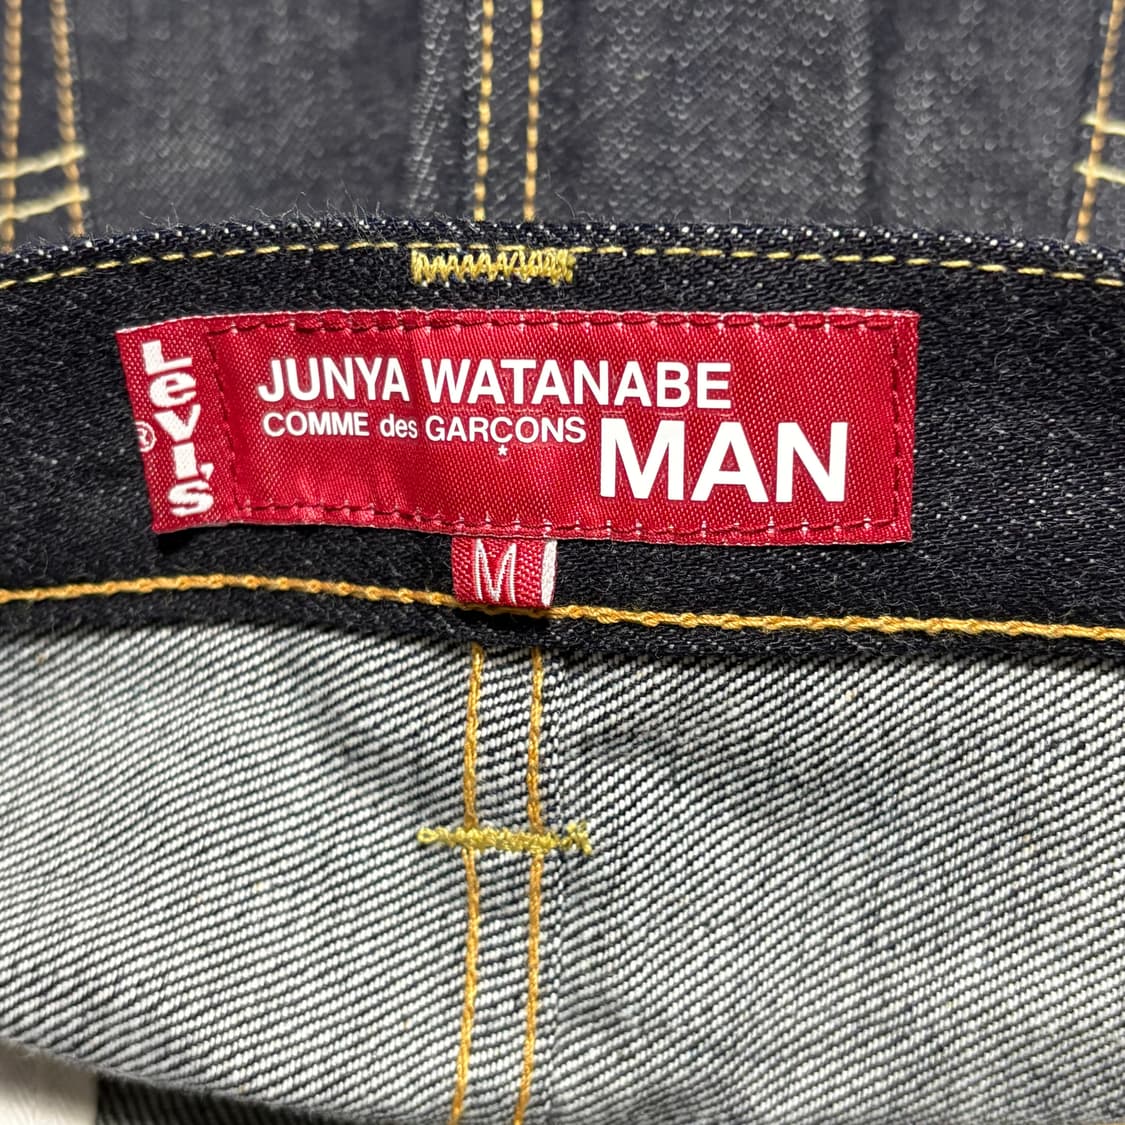 Levi's
®
JUNYA WATANABE
COMME des GARÇONS
MAN
M